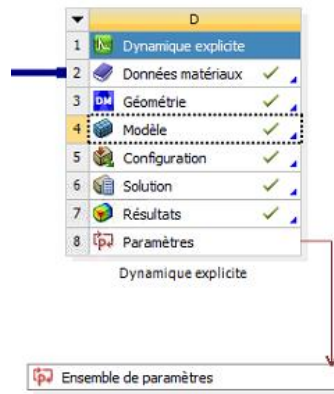 D
1 Dynamique explicite
2 Données matériaux
3 DM Géométrie
4 Modèle
5 Configuration
6 Solution
7 Résultats
8 Paramètres
Dynamique explicite
Ensemble de paramètres